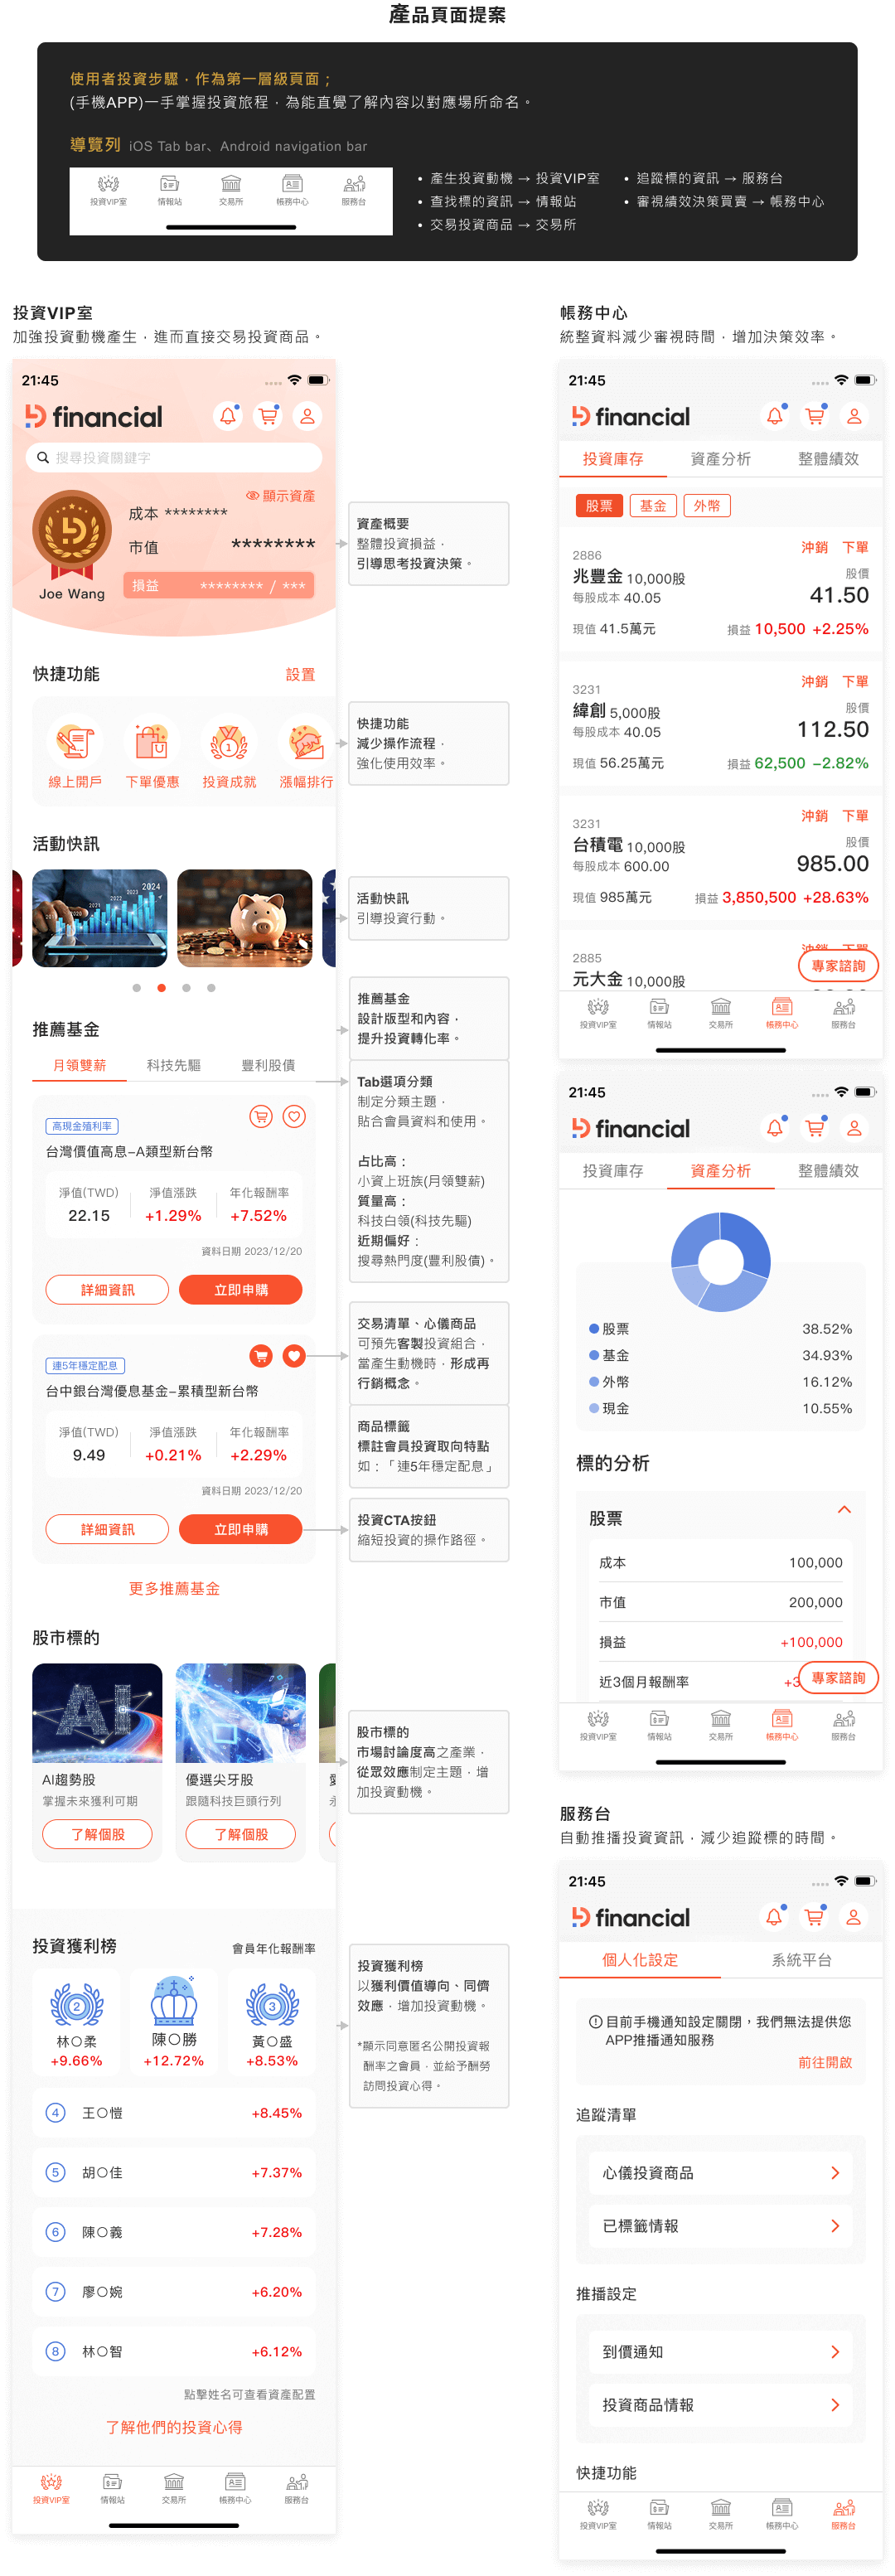 產品頁面提案
使用者投資步驟．作為第一層級頁面；
(手機APP)一手掌握投資旅程．為能直覺了解內容以對應場所命名。
導覽列 iOS Tab bar、Android navigation bar
投資VIP室 情報站 交易所 帳務中心 服務台
• 產生投資動機 → 投資VIP室
• 查找標的資訊 → 情報站
• 交易投資商品 → 交易所
• 追蹤標的資訊 → 服務台
• 審視績效決策買賣 → 帳務中心
投資VIP室
加強投資動機產生．進而直接交易投資商品。
21:45
financial
搜尋投資關鍵字
顯示資產
成本 ********
市值 ********
損益 ******** / ***
Joe Wang
快捷功能 設置
線上開戶 下單優惠 投資成就 漲幅排行
活動快訊
2024
推薦基金
月領雙薪 科技先驅 豐利股債
高現金殖利率
台灣價值高息–A類型新台幣
淨值(TWD) 淨值漲跌 年化報酬率
22.15 +1.29% +7.52%
資料日期 2023/12/20
詳細資訊 立即申購
連5年穩定配息
台中銀台灣優息基金–累積型新台幣
淨值(TWD) 淨值漲跌 年化報酬率
9.49 +0.21% +2.29%
資料日期 2023/12/20
詳細資訊 立即申購
更多推薦基金
股市標的
AI
AI趨勢股 優選尖牙股
掌握未來獲利可期 跟隨科技巨頭行列
了解個股 了解個股
投資獲利榜 會員年化報酬率
2 3
林○柔 陳○勝 黃○盛
+9.66% +12.72% +8.53%
4 王○愷 +8.45%
5 胡○佳 +7.37%
6 陳○義 +7.28%
7 廖○婉 +6.20%
8 林○智 +6.12%
點擊姓名可查看資產配置
了解他們的投資心得
投資VIP室 情報站 交易所 帳務中心 服務台
資產概要
整體投資損益．
引導思考投資決策。
快捷功能
減少操作流程．
強化使用效率。
活動快訊
引導投資行動。
推薦基金
設計版型和內容，
提升投資轉化率。
Tab選項分類
制定分類主題．
貼合會員資料和使用。
占比高：
小資上班族(月領雙薪)
質量高：
科技白領(科技先驅)
近期偏好：
搜尋熱門度(豐利股債)。
交易清單、心儀商品
可預先客製投資組合．
當產生動機時．形成再
行銷概念。
商品標籤
標註會員投資取向特點
如：「連5年穩定配息」
投資CTA按鈕
縮短投資的操作路徑。
股市標的
市場討論度高之產業．
從眾效應制定主題．增
加投資動機。
投資獲利榜
以獲利價值導向、同儕
效應．增加投資動機。
*顯示同意匿名公開投資報
酬率之會員．並給予酬勞
訪問投資心得。
帳務中心
統整資料減少審視時間．增加決策效率。
21:45
financial
投資庫存 資產分析 整體績效
股票 基金 外幣
2886 沖銷 下單
兆豐金 10,000股 股價
每股成本 40.05 41.50
現值 41.5萬元 損益 10,500 +2.25%
3231 沖銷 下單
緯創 5,000股 股價
每股成本 40.05 112.50
現值 56.25萬元 損益 62,500 –2.82%
3231 沖銷 下單
台積電 10,000股 股價
每股成本 600.00 985.00
現值 985萬元 損益 3,850,500 +28.63%
2885 沖銷 下單
元大金 10,000股
專家諮詢
投資VIP室 情報站 交易所 帳務中心 服務台
21:45
financial
投資庫存 資產分析 整體績效
股票 38.52%
基金 34.93%
外幣 16.12%
現金 10.55%
標的分析
股票
成本 100,000
市值 200,000
損益 +100,000
近3個月報酬率 +3
專家諮詢
投資VIP室 情報站 交易所 帳務中心 服務台
服務台
自動推播投資資訊．減少追蹤標的時間。
21:45
financial
個人化設定 系統平台
目前手機通知設定關閉，我們無法提供您
APP推播通知服務
前往開啟
追蹤清單
心儀投資商品
已標籤情報
推播設定
到價通知
投資商品情報
快捷功能
投資VIP室 情報站 交易所 帳務中心 服務台